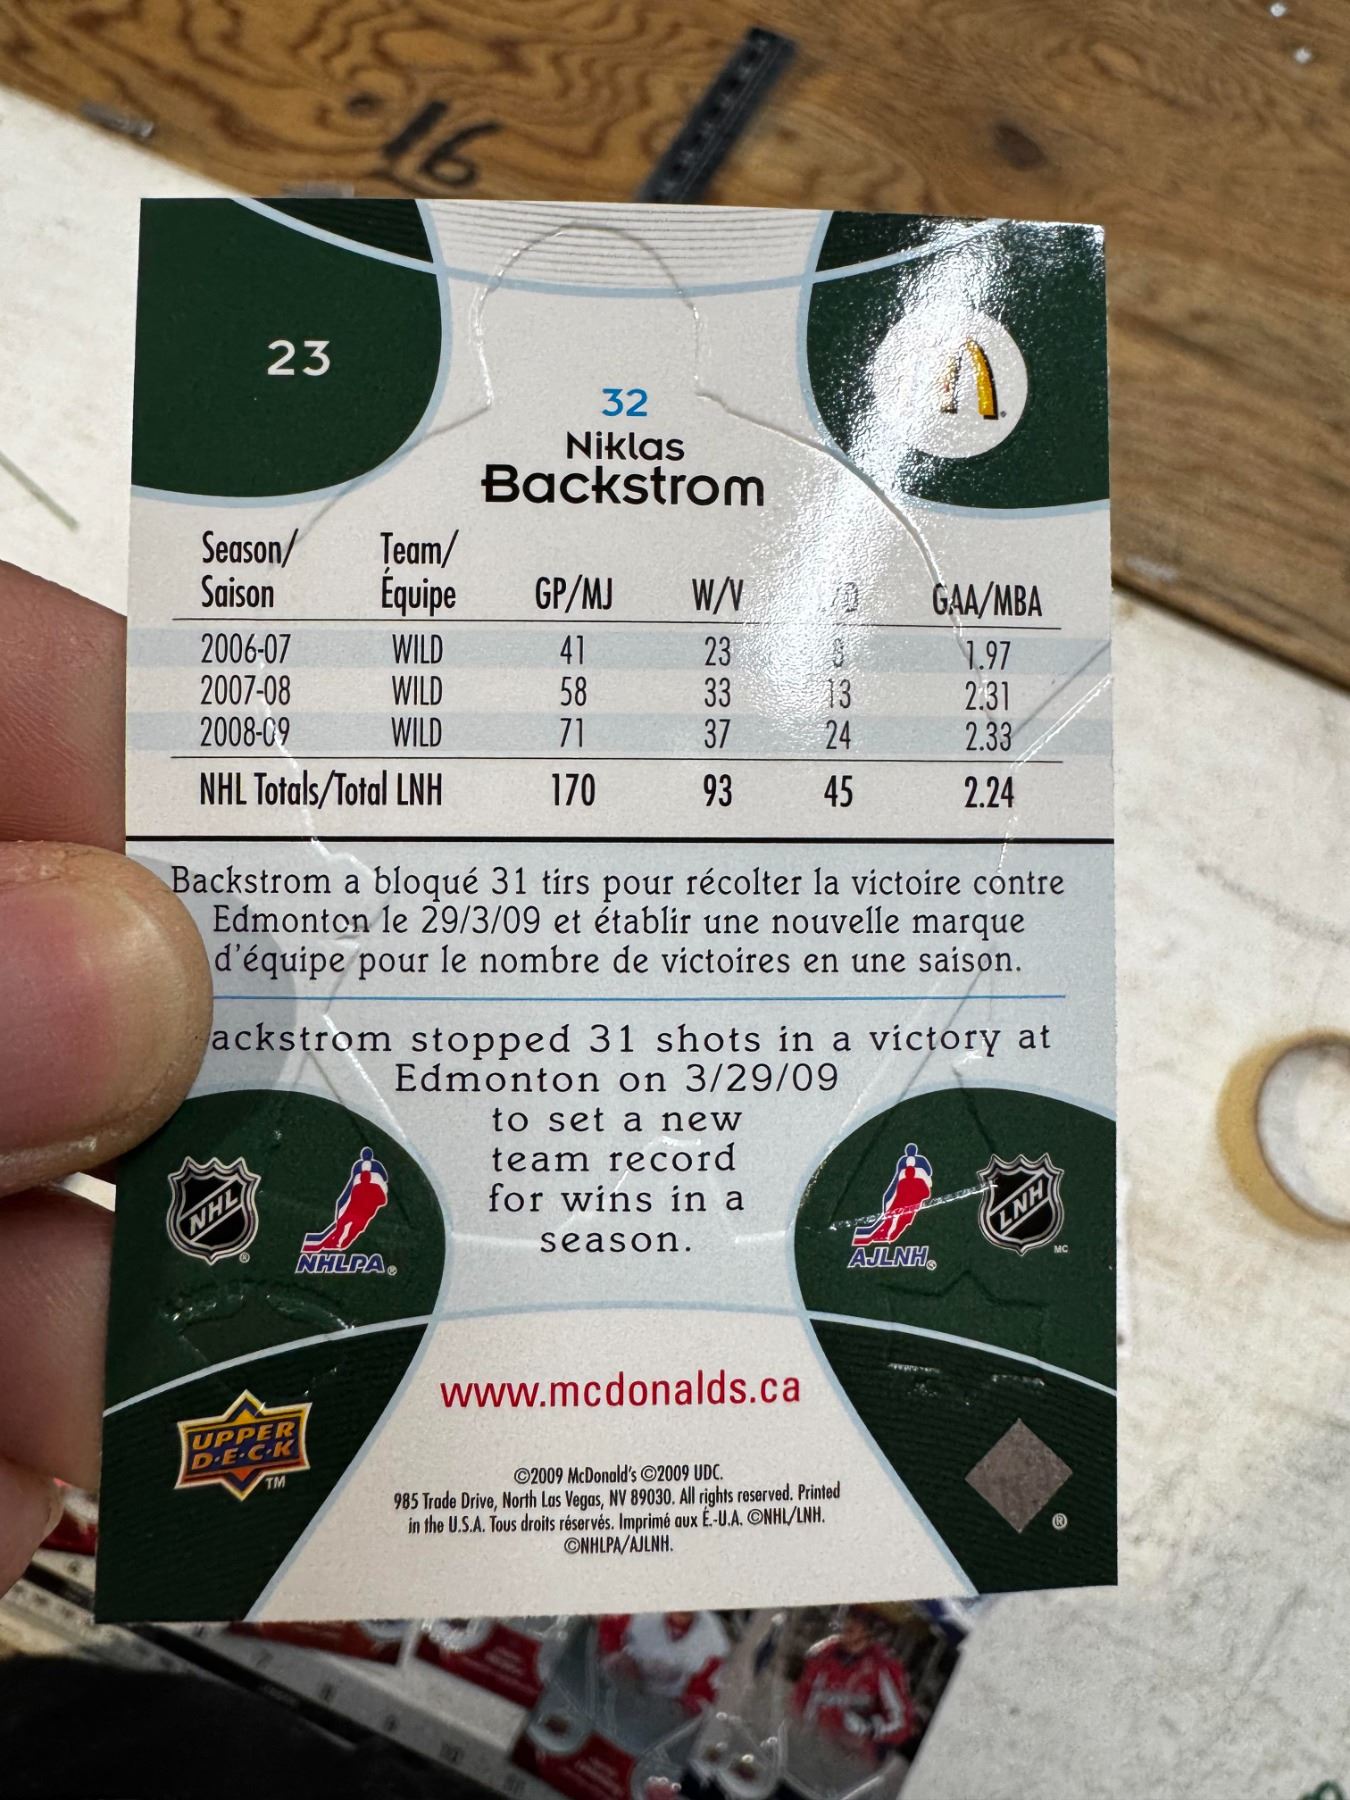 16
23
32
Niklas
Backstrom
Season/ Team/
Saison Équipe GP/MJ W/V GAA/MBA
2006-07 WILD 41 23 8 1.97
2007-08 WILD 58 33 13 2.31
2008-09 WILD 71 37 24 2.33
NHL Totals/Total LNH 170 93 45 2.24
Backstrom a bloqué 31 tirs pour récolter la victoire contre
Edmonton le 29/3/09 et établir une nouvelle marque
d'équipe pour le nombre de victoires en une saison.
ackstrom stopped 31 shots in a victory at
Edmonton on 3/29/09
to set a new
team record
for wins in a
season.
NHL ® NHLPA ® AJLNH ® LNH MC
www.mcdonalds.ca
UPPER
D·E·C·K
TM
©2009 McDonald's ©2009 UDC.
985 Trade Drive, North Las Vegas, NV 89030. All rights reserved. Printed
in the U.S.A. Tous droits réservés. Imprimé aux É.-U.A. ©NHL/LNH.
©NHLPA/AJLNH.
®